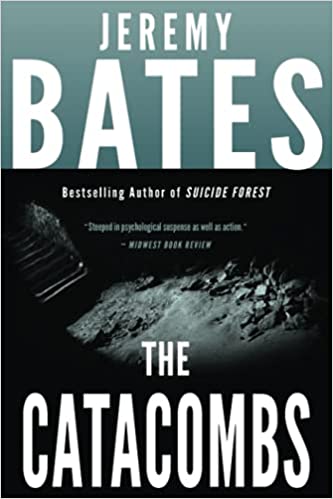 JEREMY
BATES
Bestselling Author of SUICIDE FOREST
"Steeped in psychological suspense as well as action."
– MIDWEST BOOK REVIEW
THE
CATACOMBS